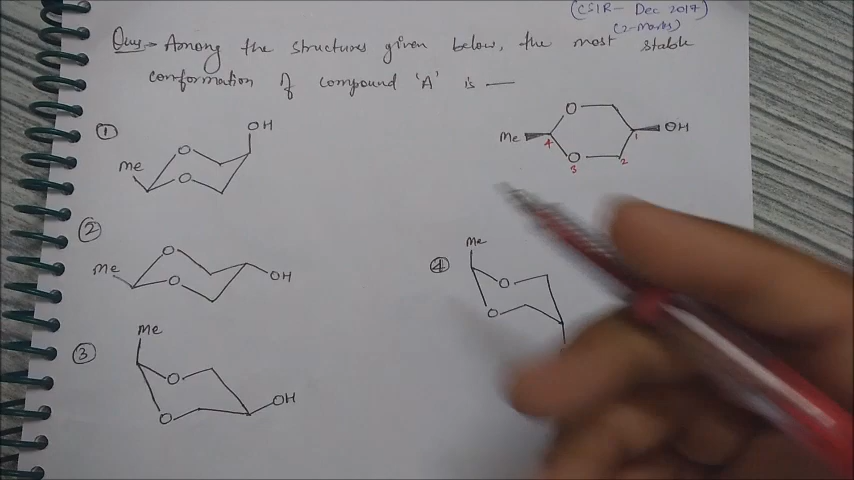 (CSIR- Dec 2017)
(2-Marks)
Ques → Among the structures given below, the most stable
conformation of compound 'A' is —
① OH
Me
O
O
O
Me OH
O
4 1
3 2
② O
Me
O
OH
④ Me
O
O
③ Me
O
OH
O